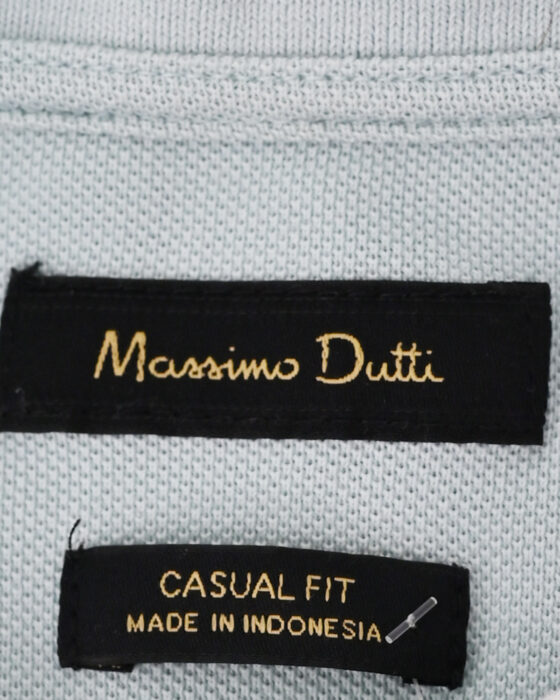 Massimo Dutti
CASUAL FIT
MADE IN INDONESIA